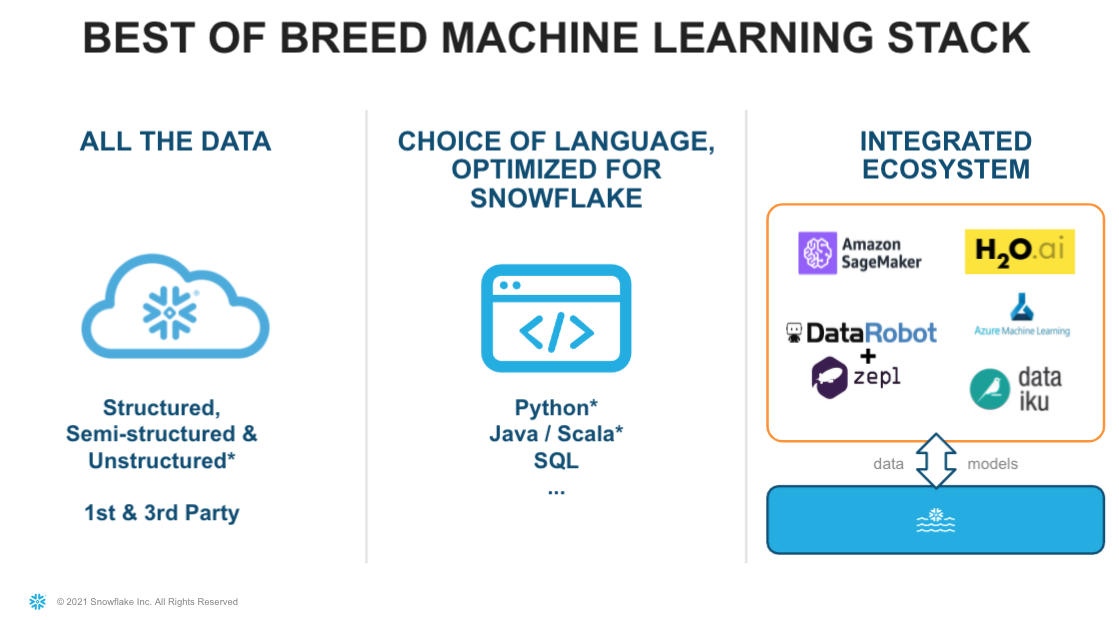 BEST OF BREED MACHINE LEARNING STACK
ALL THE DATA
Structured,
Semi-structured &
Unstructured*
1st & 3rd Party
CHOICE OF LANGUAGE,
OPTIMIZED FOR
SNOWFLAKE
</>
Python*
Java / Scala*
SQL
...
INTEGRATED
ECOSYSTEM
Amazon
SageMaker
H2O.ai
DataRobot
+
zepl
Azure Machine Learning
data
iku
data
models
© 2021 Snowflake Inc. All Rights Reserved